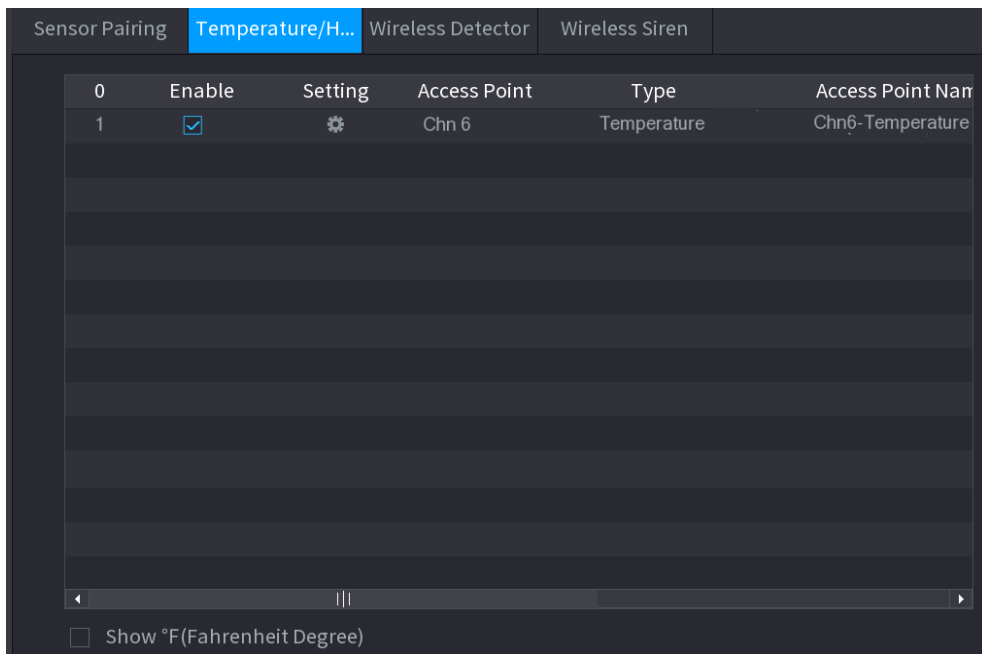 Sensor Pairing Temperature/H... Wireless Detector Wireless Siren
0 Enable Setting Access Point Type Access Point Nam
1 Chn 6 Temperature Chn6-Temperature
Show °F(Fahrenheit Degree)